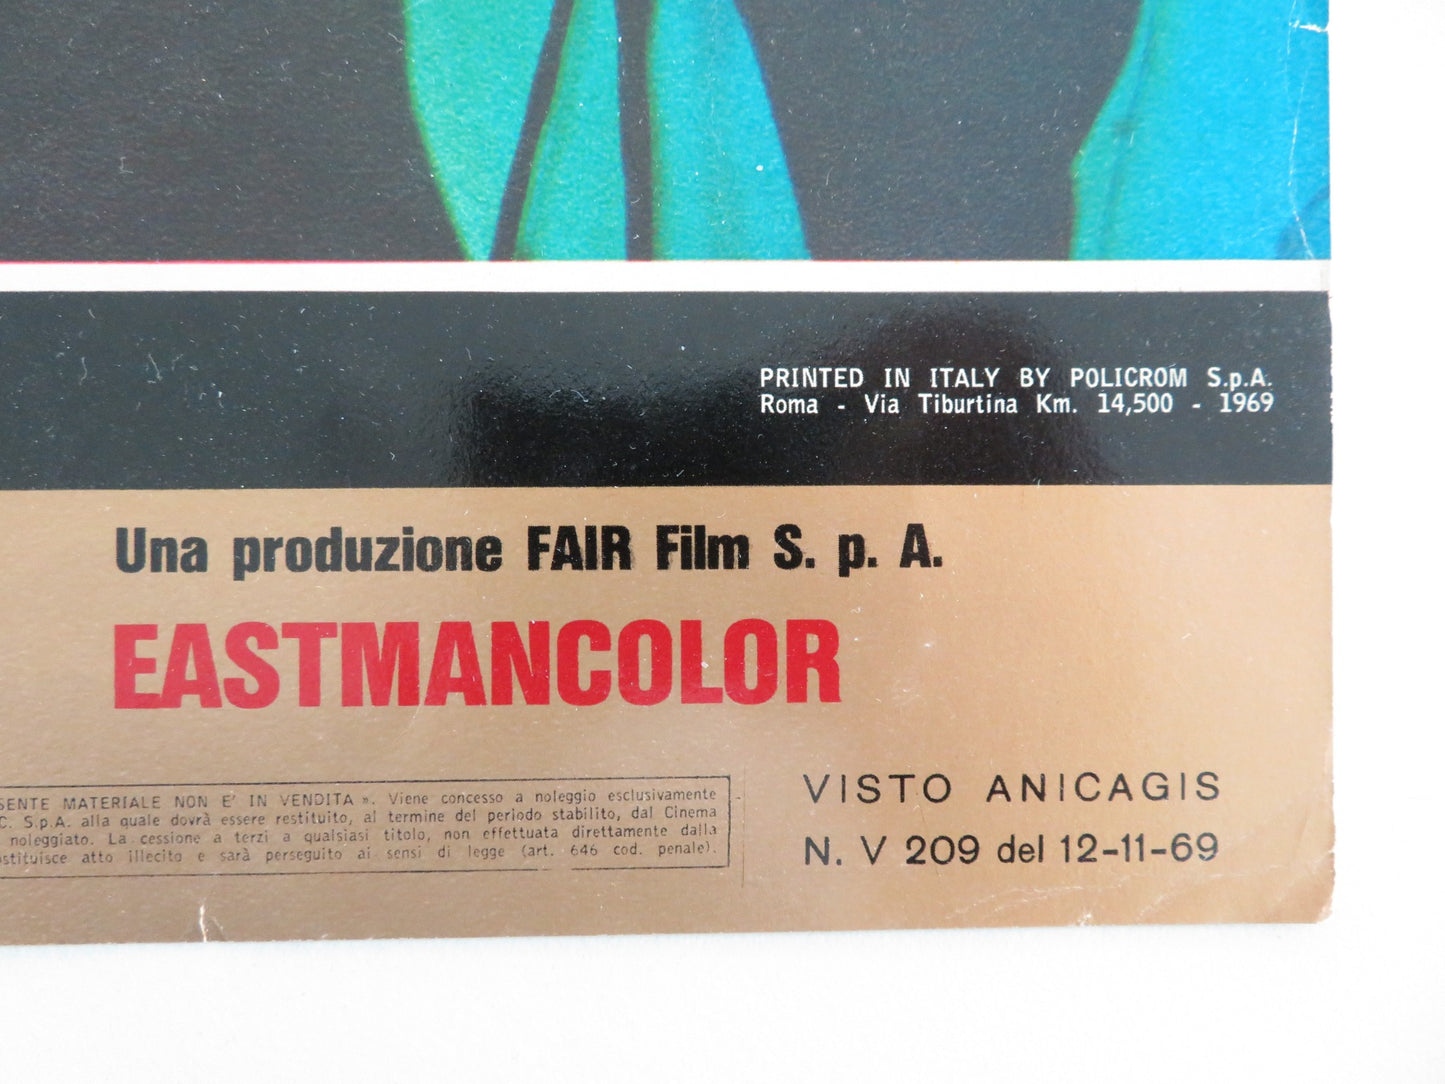 PRINTED IN ITALY BY POLICROM S.p.A.
Roma - Via Tiburtina Km. 14,500 - 1969
Una produzione FAIR Film S. p. A.
EASTMANCOLOR
SENTE MATERIALE NON E' IN VENDITA ». Viene concesso a noleggio esclusivamente
C. S.p.A. alla quale dovrà essere restituito, al termine del periodo stabilito, dal Cinema
noleggiato. La cessione a terzi a qualsiasi titolo, non effettuata direttamente dalla
ostituisce atto illecito e sarà perseguito ai sensi di legge (art. 646 cod. penale).
VISTO ANICAGIS
N. V 209 del 12-11-69